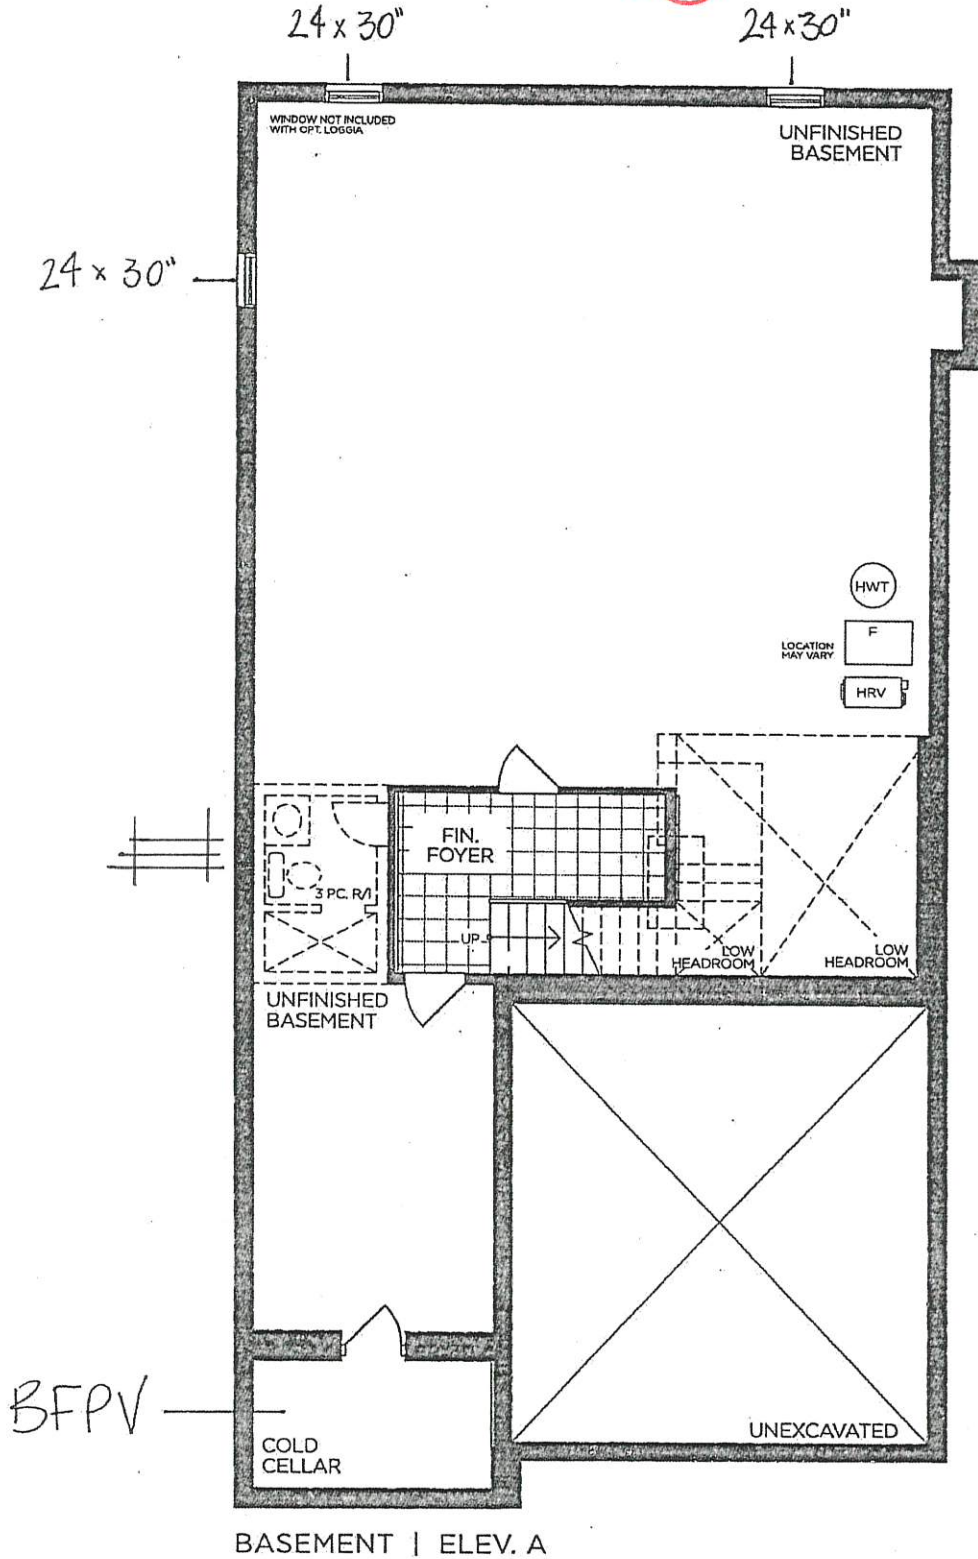 24 x 30"
24 x 30"
WINDOW NOT INCLUDED
WITH OPT. LOGGIA
UNFINISHED
BASEMENT
24 x 30"
HWT
LOCATION
MAY VARY
F
HRV
FIN.
FOYER
3 PC. R/I
UP
LOW
HEADROOM
LOW
HEADROOM
UNFINISHED
BASEMENT
BFPV
COLD
CELLAR
UNEXCAVATED
BASEMENT | ELEV. A